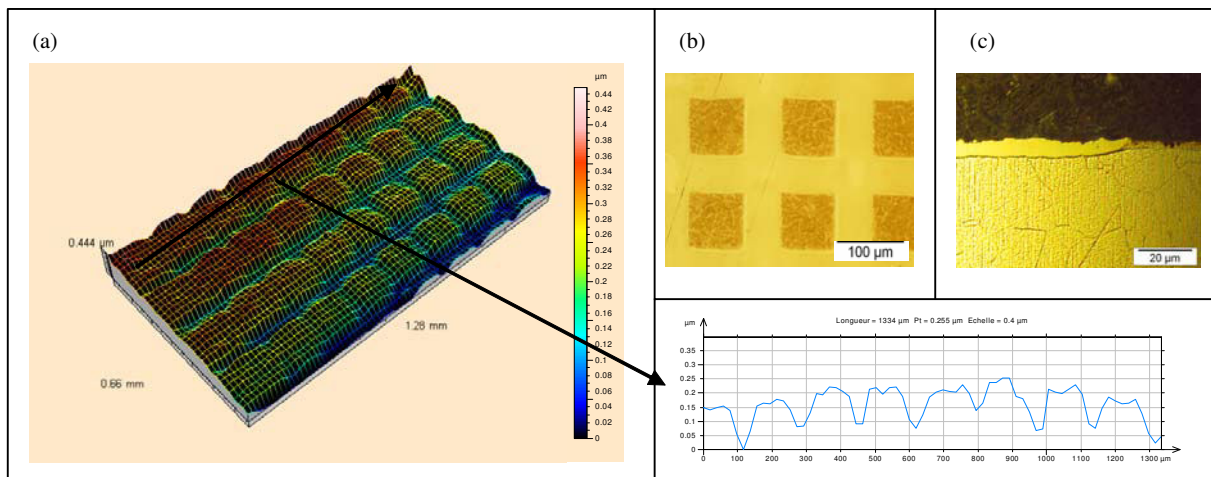 (a)
µm
0.44
0.42
0.4
0.38
0.36
0.34
0.32
0.3
0.28
0.26
0.24
0.22
0.2
0.18
0.16
0.14
0.12
0.1
0.08
0.06
0.04
0.02
0
0.444 µm
1.28 mm
0.66 mm
(b)
100 µm
(c)
20 µm
Longueur = 1334 µm Pt = 0.255 µm Echelle = 0.4 µm
µm
0.35
0.3
0.25
0.2
0.15
0.1
0.05
0
0 100 200 300 400 500 600 700 800 900 1000 1100 1200 1300 µm